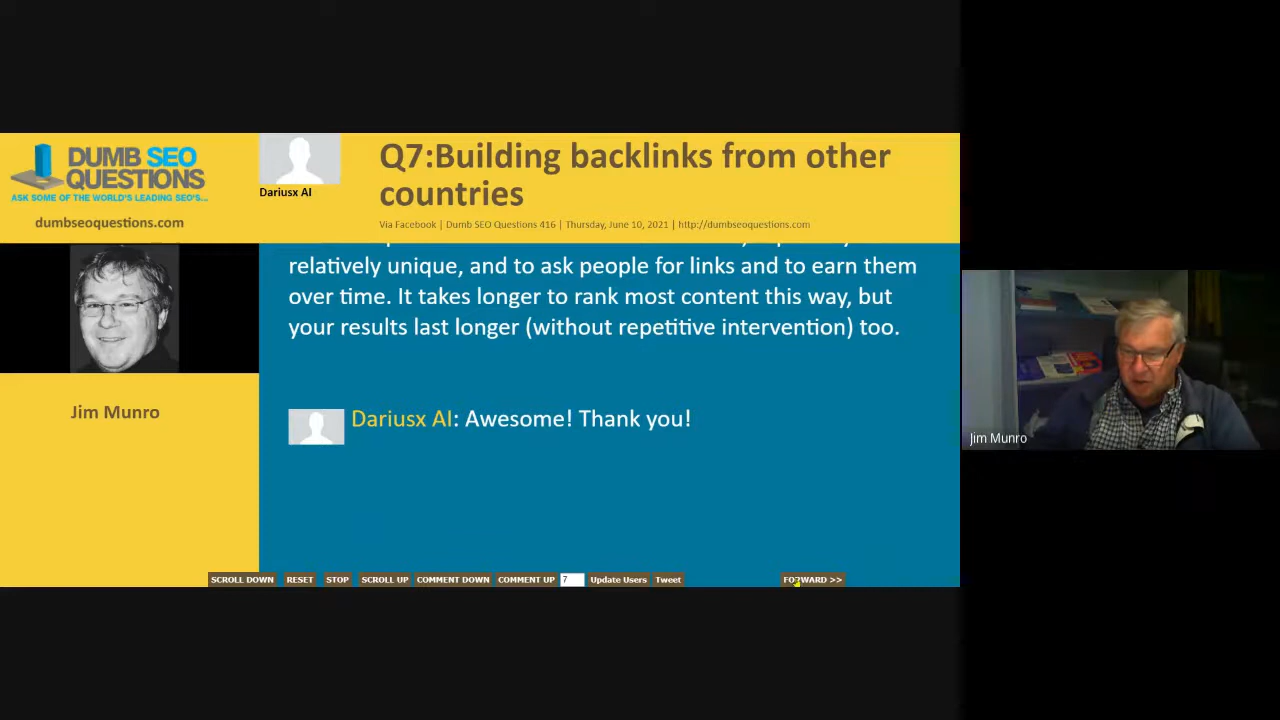 DUMB SEO
QUESTIONS
ASK SOME OF THE WORLD'S LEADING SEO'S...
dumbseoquestions.com
Dariusx AI
Q7:Building backlinks from other
countries
Via Facebook | Dumb SEO Questions 416 | Thursday, June 10, 2021 | http://dumbseoquestions.com
relatively unique, and to ask people for links and to earn them
over time. It takes longer to rank most content this way, but
your results last longer (without repetitive intervention) too.
Jim Munro
Dariusx AI: Awesome! Thank you!
Jim Munro
SCROLL DOWN RESET STOP SCROLL UP COMMENT DOWN COMMENT UP 7 Update Users Tweet FORWARD >>